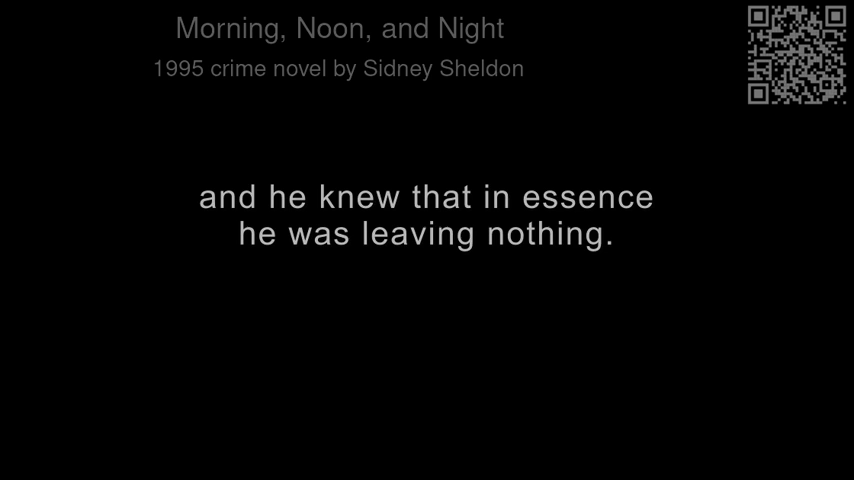 Morning, Noon, and Night
1995 crime novel by Sidney Sheldon
and he knew that in essence
he was leaving nothing.